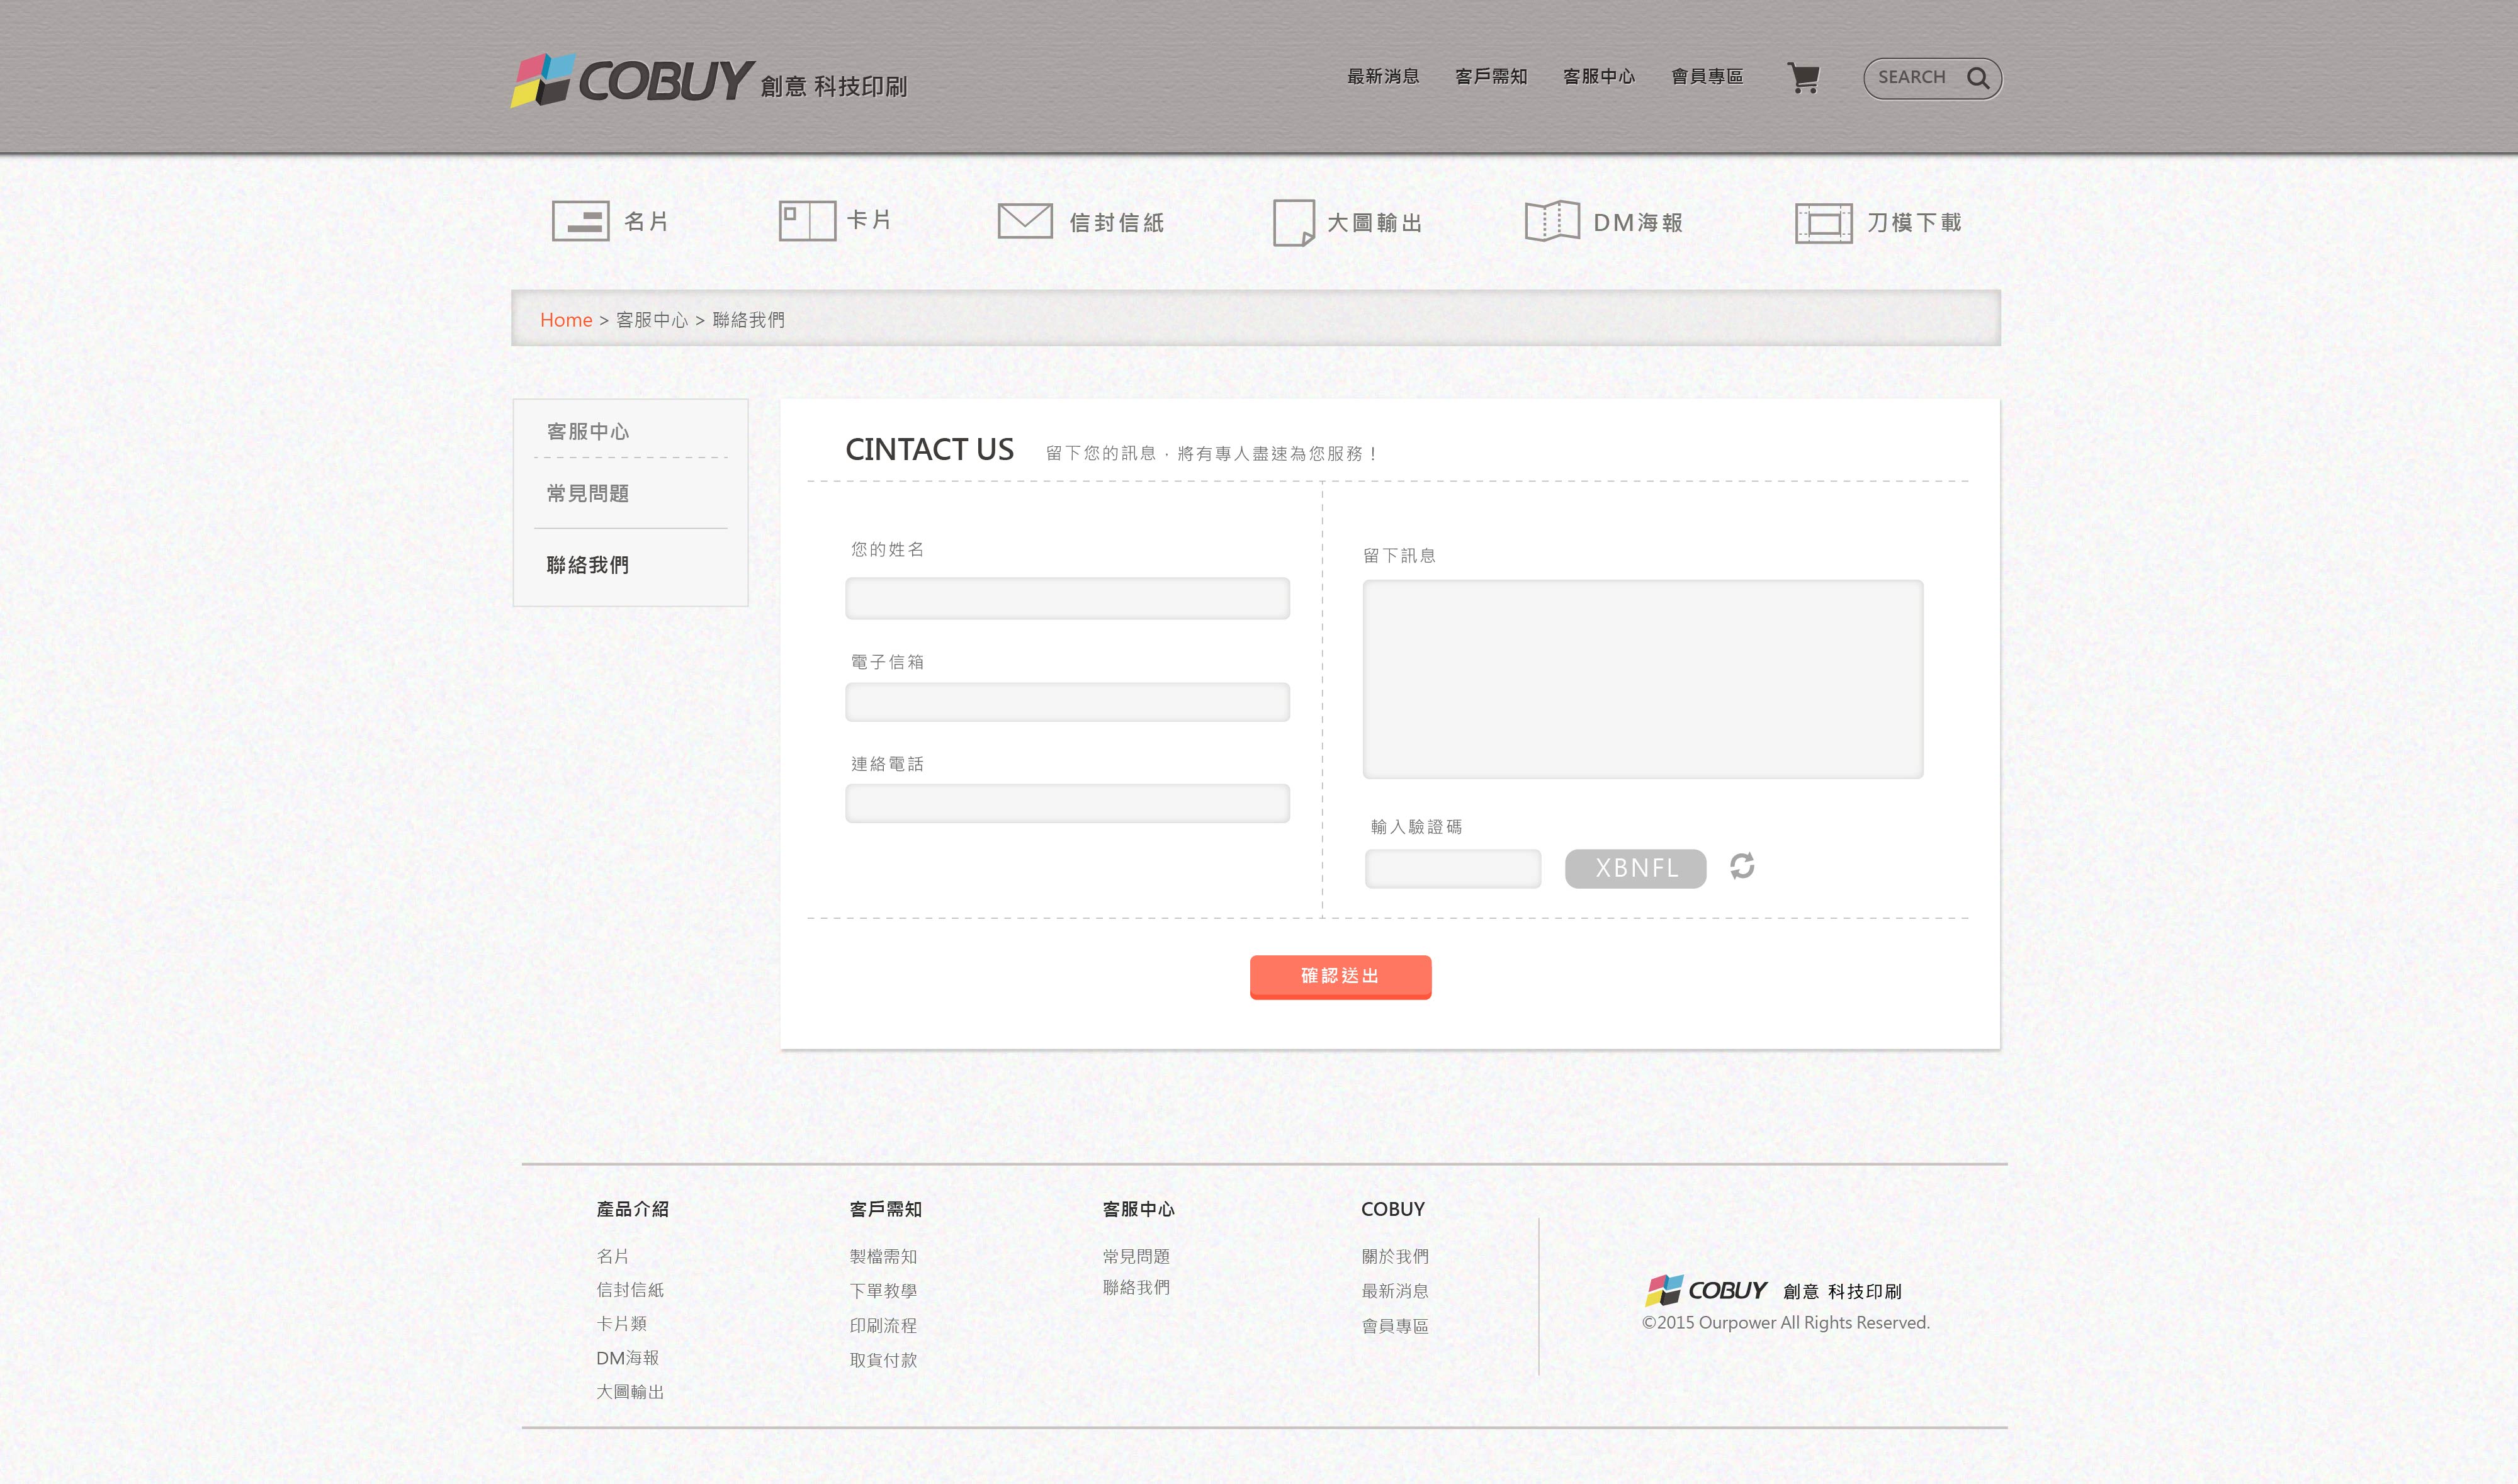 COBUY 創意 科技印刷
最新消息 客戶需知 客服中心 會員專區 SEARCH
名片 卡片 信封信紙 大圖輸出 DM海報 刀模下載
Home > 客服中心 > 聯絡我們
客服中心
常見問題
聯絡我們
CINTACT US 留下您的訊息，將有專人盡速為您服務！
您的姓名
電子信箱
連絡電話
留下訊息
輸入驗證碼
XBNFL
確認送出
產品介紹
名片
信封信紙
卡片類
DM海報
大圖輸出
客戶需知
製檔需知
下單教學
印刷流程
取貨付款
客服中心
常見問題
聯絡我們
COBUY
關於我們
最新消息
會員專區
COBUY 創意 科技印刷
©2015 Ourpower All Rights Reserved.